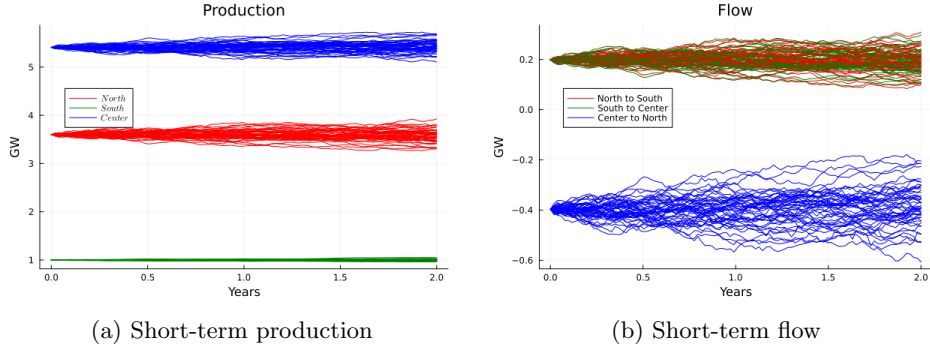 Production
GW
5
4
3
2
1
North
South
Center
0.0 0.5 1.0 1.5 2.0
Years
(a) Short-term production
Flow
GW
0.2
0.0
−0.2
−0.4
−0.6
North to South
South to Center
Center to North
0.0 0.5 1.0 1.5 2.0
Years
(b) Short-term flow